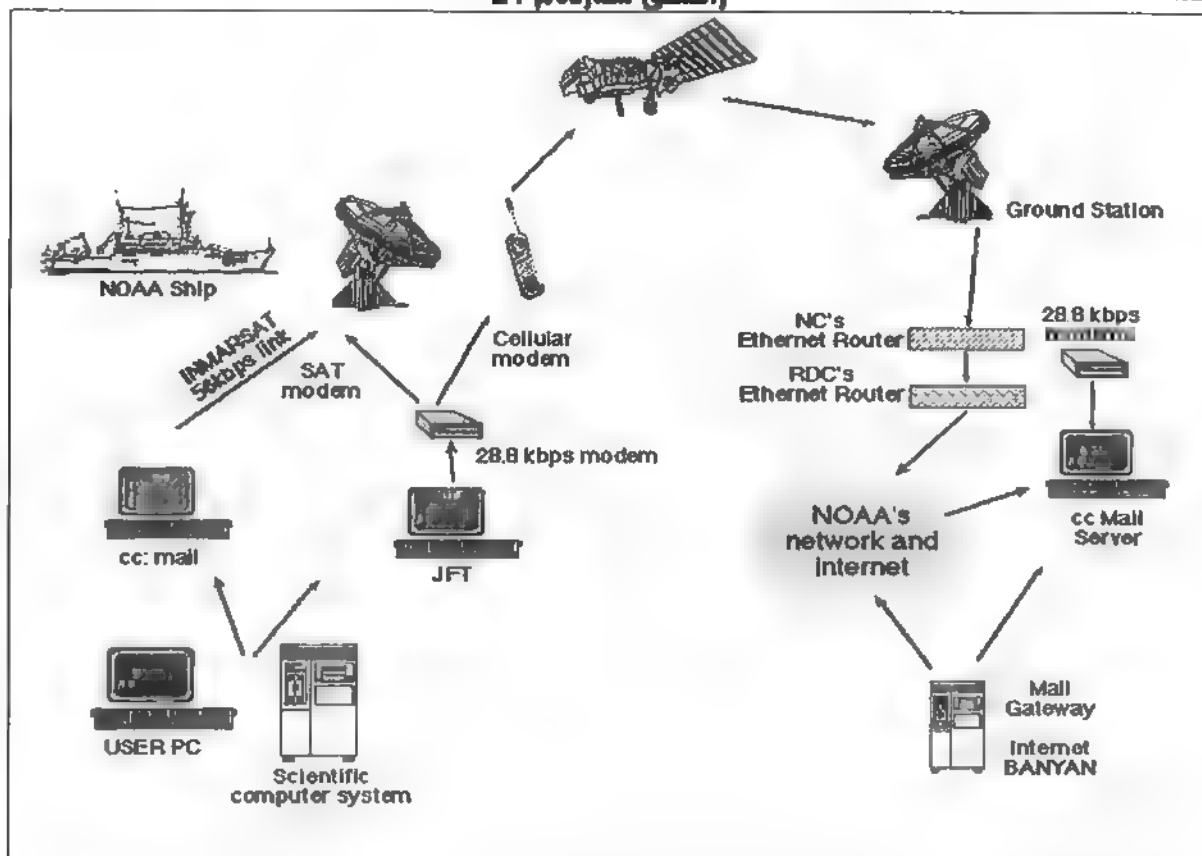 Ground Station
NOAA Ship
NC's
Ethernet Router
28.8 kbps
INMARSAT
56kbps link
SAT
modem
Cellular
modem
RDC's
Ethernet Router
28.8 kbps modem
NOAA's
network and
internet
cc Mail
Server
cc: mail
JFT
Mail
Gateway
Internet
BANYAN
USER PC
Scientific
computer system